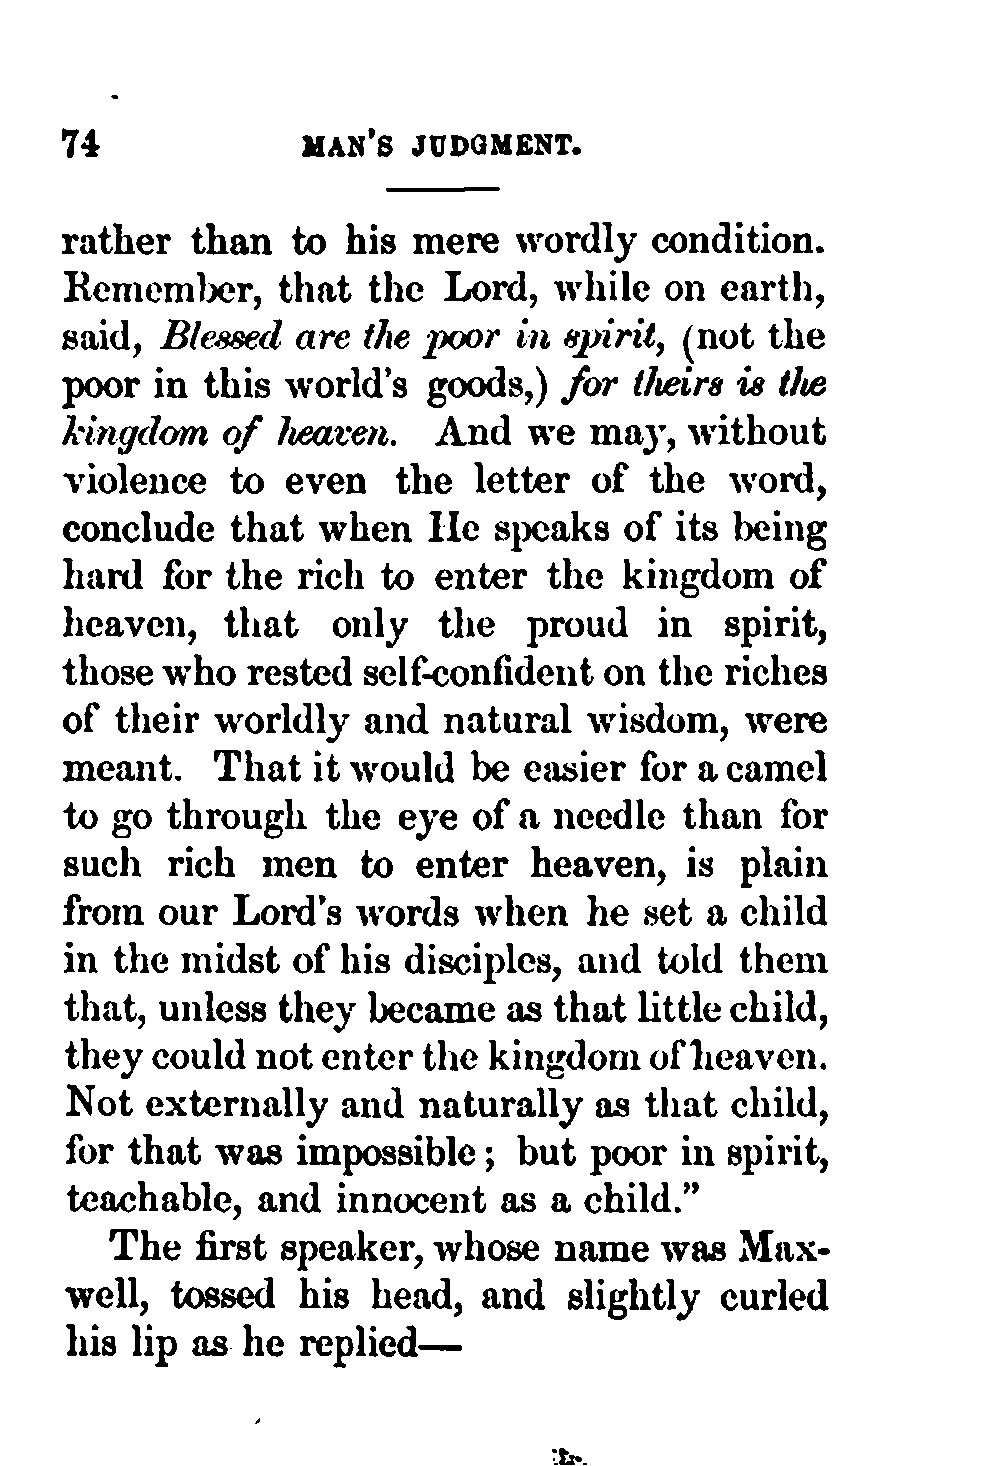 74 MAN'S JUDGMENT.
rather than to his mere wordly condition.
Remember, that the Lord, while on earth,
said, Blessed are the poor in spirit, (not the
poor in this world's goods,) for theirs is the
kingdom of heaven. And we may, without
violence to even the letter of the word,
conclude that when He speaks of its being
hard for the rich to enter the kingdom of
heaven, that only the proud in spirit,
those who rested self-confident on the riches
of their worldly and natural wisdom, were
meant. That it would be easier for a camel
to go through the eye of a needle than for
such rich men to enter heaven, is plain
from our Lord's words when he set a child
in the midst of his disciples, and told them
that, unless they became as that little child,
they could not enter the kingdom of heaven.
Not externally and naturally as that child,
for that was impossible; but poor in spirit,
teachable, and innocent as a child."
The first speaker, whose name was Max-
well, tossed his head, and slightly curled
his lip as he replied—